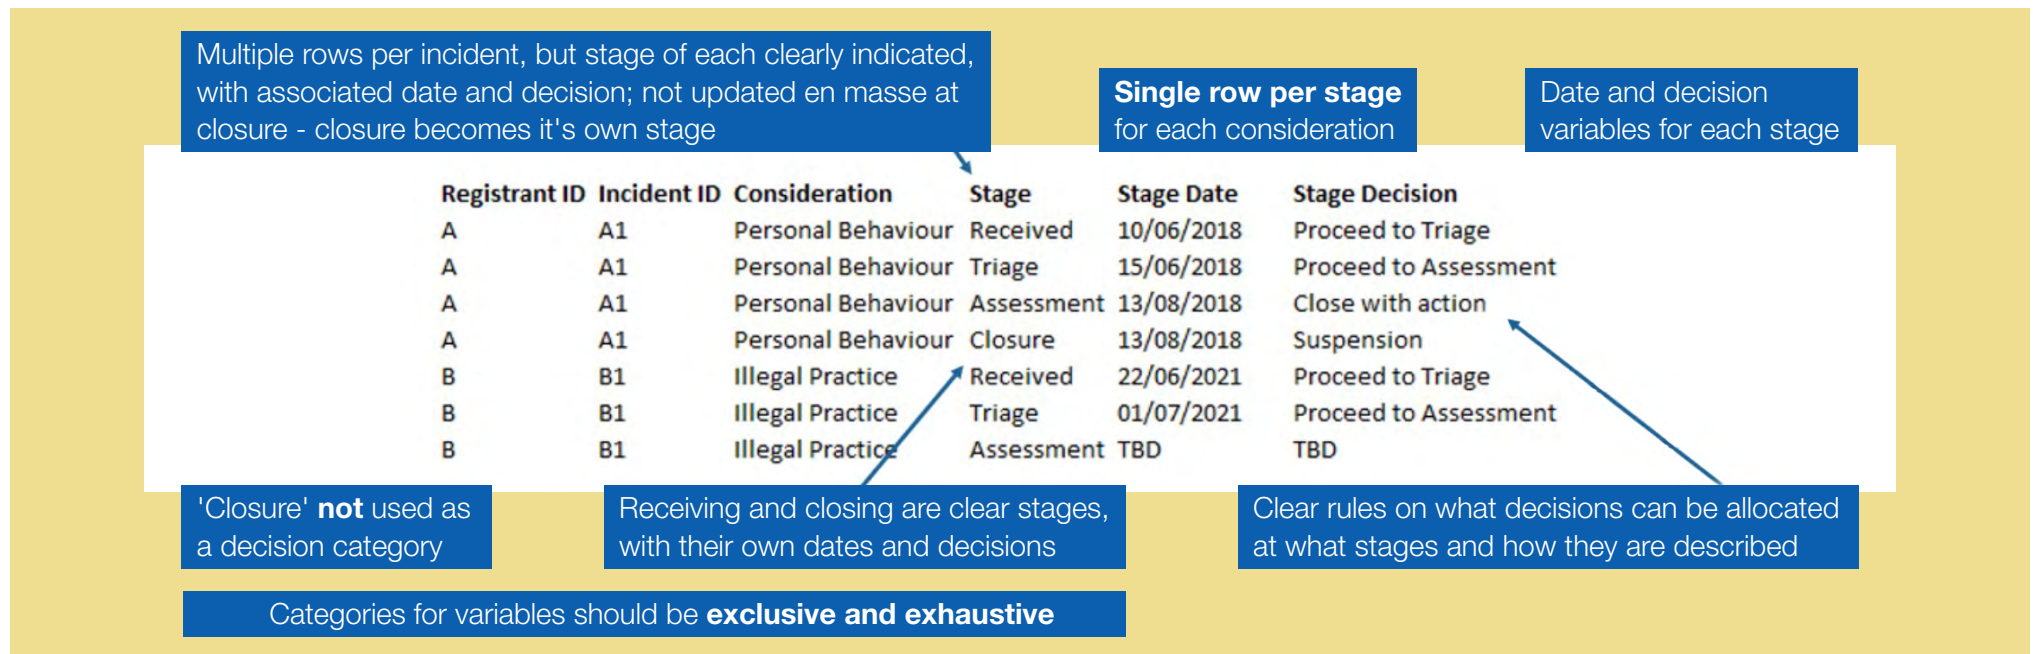 Multiple rows per incident, but stage of each clearly indicated,
with associated date and decision; not updated en masse at
closure - closure becomes it's own stage
Single row per stage
for each consideration
Date and decision
variables for each stage
Registrant ID Incident ID Consideration Stage Stage Date Stage Decision
A A1 Personal Behaviour Received 10/06/2018 Proceed to Triage
A A1 Personal Behaviour Triage 15/06/2018 Proceed to Assessment
A A1 Personal Behaviour Assessment 13/08/2018 Close with action
A A1 Personal Behaviour Closure 13/08/2018 Suspension
B B1 Illegal Practice Received 22/06/2021 Proceed to Triage
B B1 Illegal Practice Triage 01/07/2021 Proceed to Assessment
B B1 Illegal Practice Assessment TBD TBD
'Closure' not used as
a decision category
Receiving and closing are clear stages,
with their own dates and decisions
Clear rules on what decisions can be allocated
at what stages and how they are described
Categories for variables should be exclusive and exhaustive